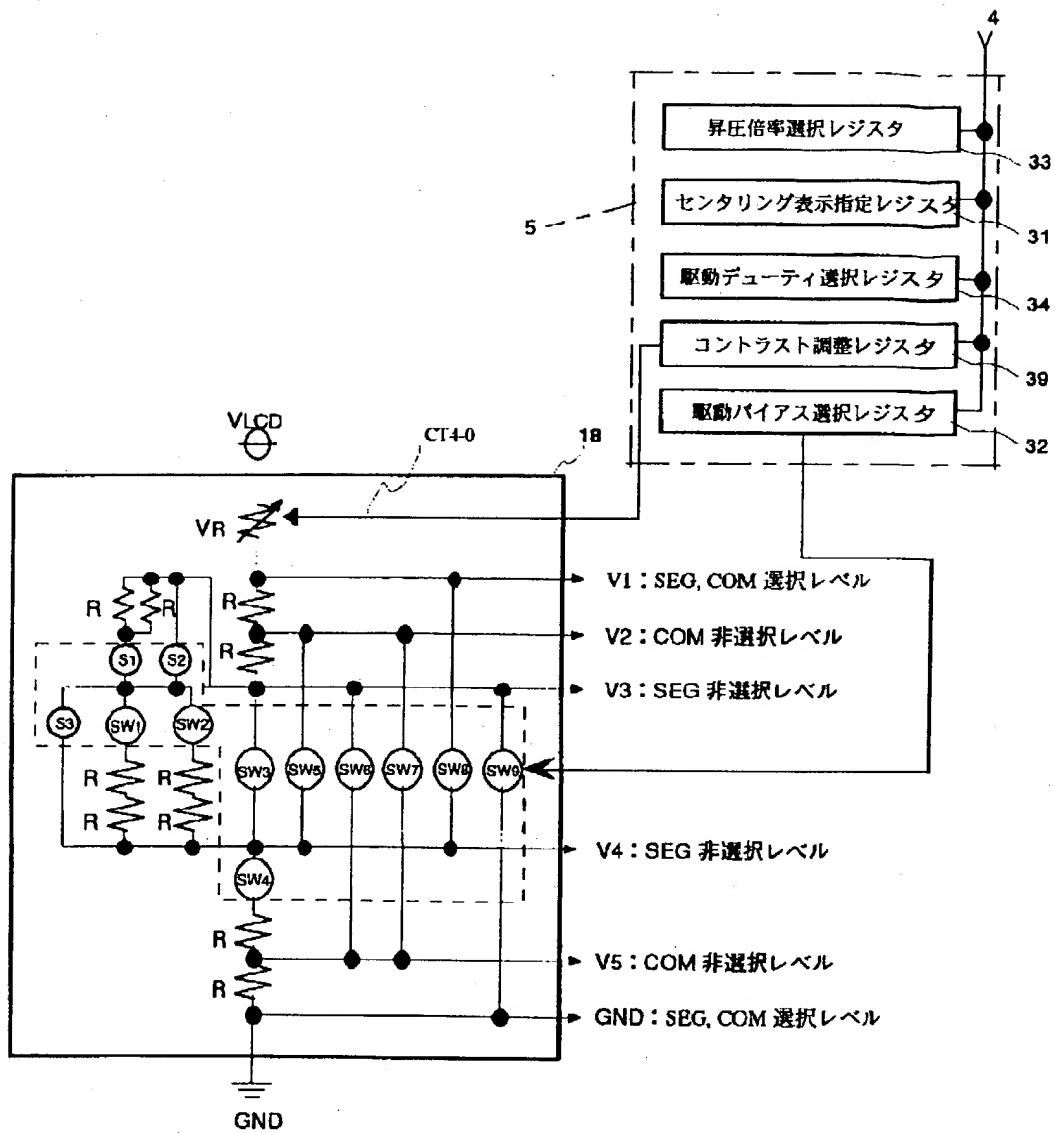 4
昇圧倍率選択レジスタ
33
センタリング表示指定レジスタ
5
31
駆動デューティ選択レジスタ
34
コントラスト調整レジスタ
39
駆動バイアス選択レジスタ
32
VLCD
CT4-0
18
VR
V1：SEG, COM 選択レベル
R
R
R
V2：COM 非選択レベル
R
S1
S2
V3：SEG 非選択レベル
S3
SW1
SW2
SW3
SW5
SW6
SW7
SW8
SW9
R
R
R
R
V4：SEG 非選択レベル
SW4
R
V5：COM 非選択レベル
R
GND：SEG, COM 選択レベル
GND